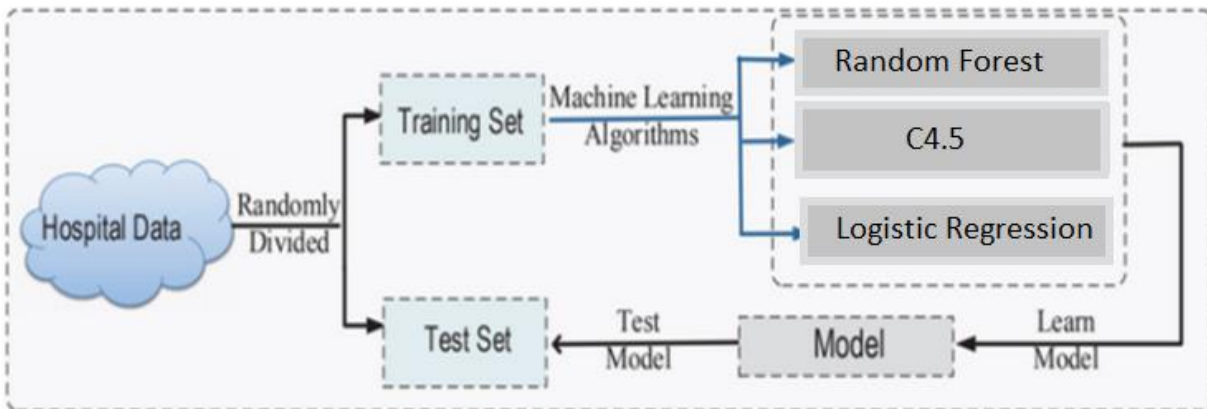 Hospital Data
Randomly
Divided
Training Set
Machine Learning
Algorithms
Random Forest
C4.5
Logistic Regression
Learn
Model
Model
Test
Model
Test Set